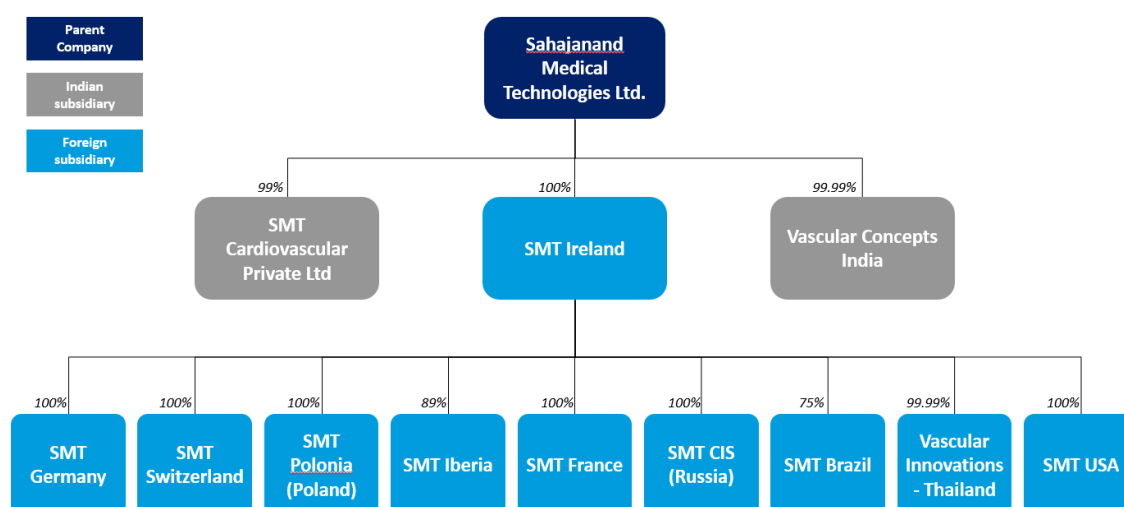 Parent
Company
Indian
subsidiary
Foreign
subsidiary
Sahajanand
Medical
Technologies Ltd.
99%
100%
99.99%
SMT
Cardiovascular
Private Ltd
SMT Ireland
Vascular Concepts
India
100%
100%
100%
89%
100%
100%
75%
99.99%
100%
SMT
Germany
SMT
Switzerland
SMT
Polonia
(Poland)
SMT Iberia
SMT France
SMT CIS
(Russia)
SMT Brazil
Vascular
Innovations
- Thailand
SMT USA